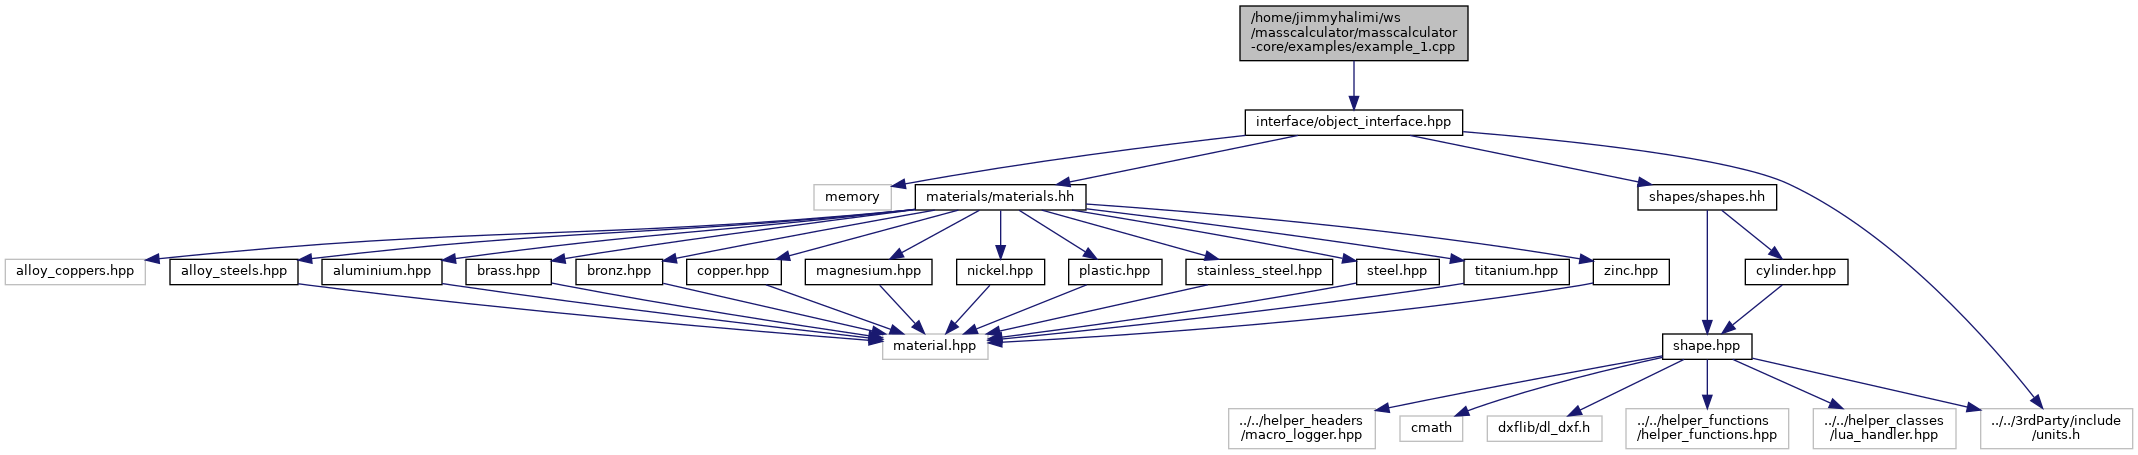 /home/jimmyhalimi/ws
/masscalculator/masscalculator
-core/examples/example_1.cpp
interface/object_interface.hpp
memory
materials/materials.hh
shapes/shapes.hh
alloy_coppers.hpp
alloy_steels.hpp
aluminium.hpp
brass.hpp
bronz.hpp
copper.hpp
magnesium.hpp
nickel.hpp
plastic.hpp
stainless_steel.hpp
steel.hpp
titanium.hpp
zinc.hpp
cylinder.hpp
material.hpp
shape.hpp
../../helper_headers
/macro_logger.hpp
cmath
dxflib/dl_dxf.h
../../helper_functions
/helper_functions.hpp
../../helper_classes
/lua_handler.hpp
../../3rdParty/include
/units.h